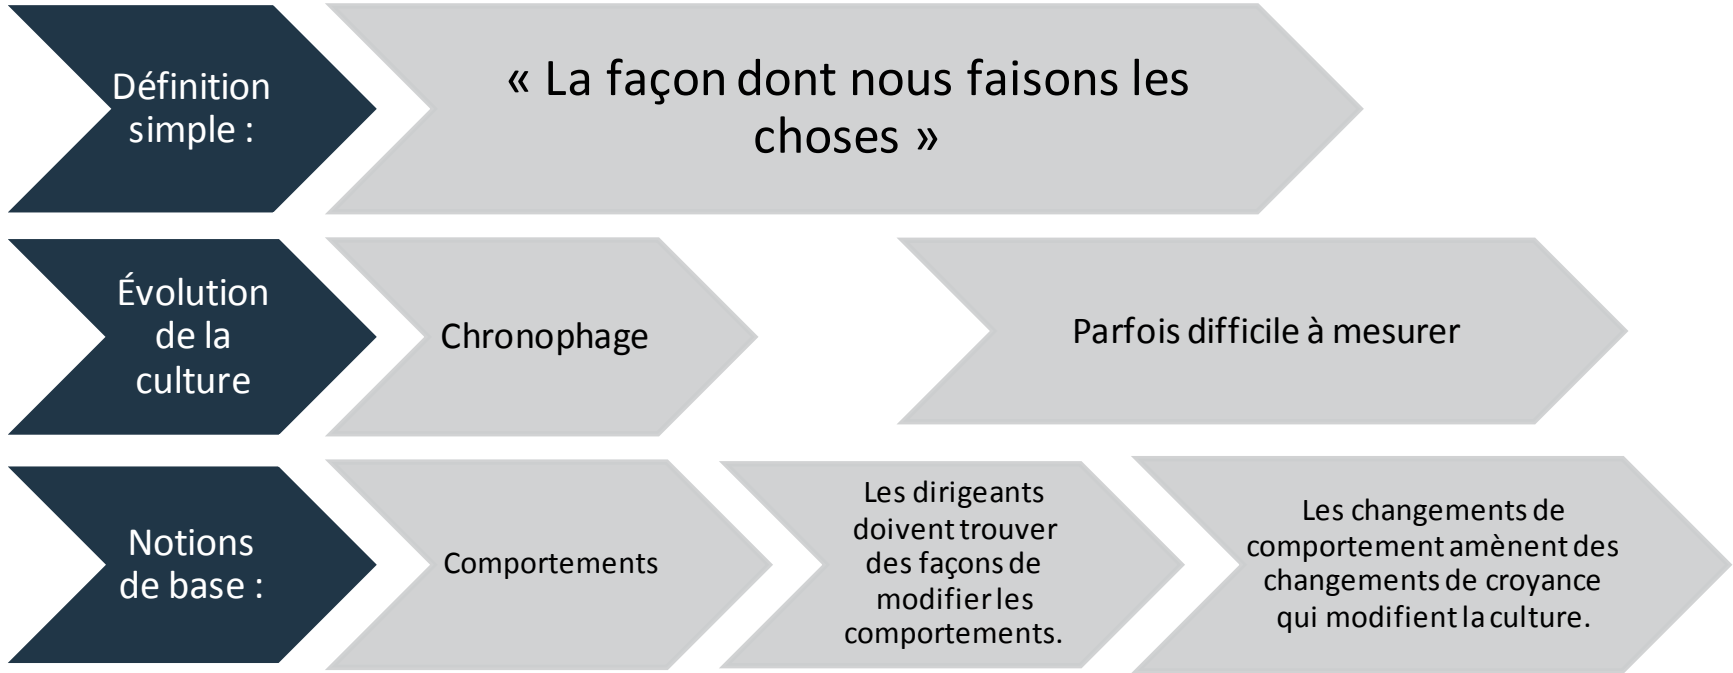 Définition
simple :
« La façon dont nous faisons les
choses »
Évolution
de la
culture
Chronophage
Parfois difficile à mesurer
Notions
de base :
Comportements
Les dirigeants
doivent trouver
des façons de
modifier les
comportements.
Les changements de
comportement amènent des
changements de croyance
qui modifient la culture.